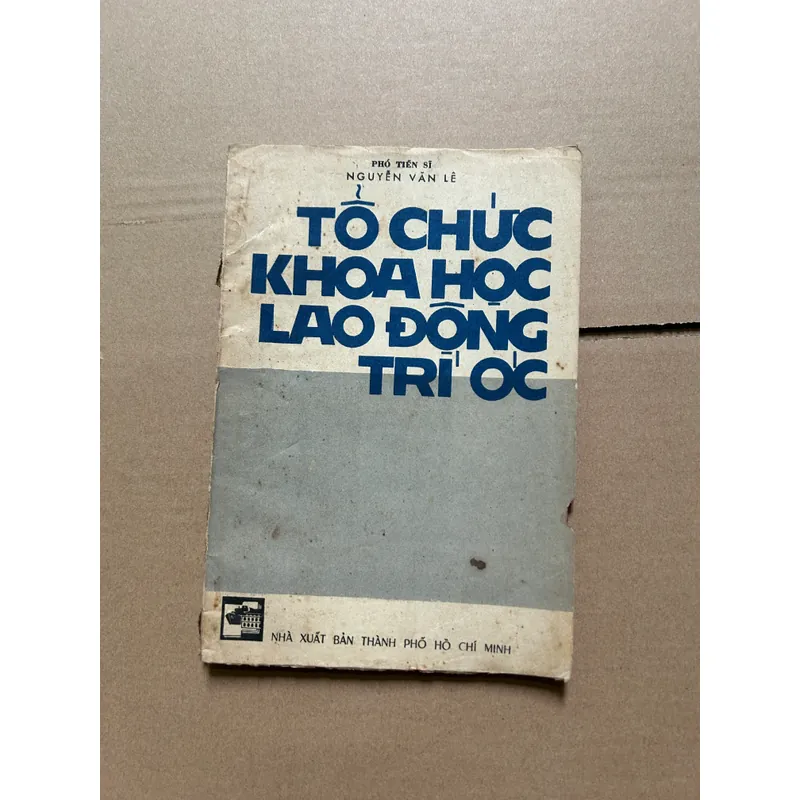 PHÓ TIẾN SĨ
NGUYỄN VĂN LÊ
TỔ CHỨC
KHOA HỌC
LAO ĐỘNG
TRÍ ÓC
NHÀ XUẤT BẢN THÀNH PHỐ HỒ CHÍ MINH